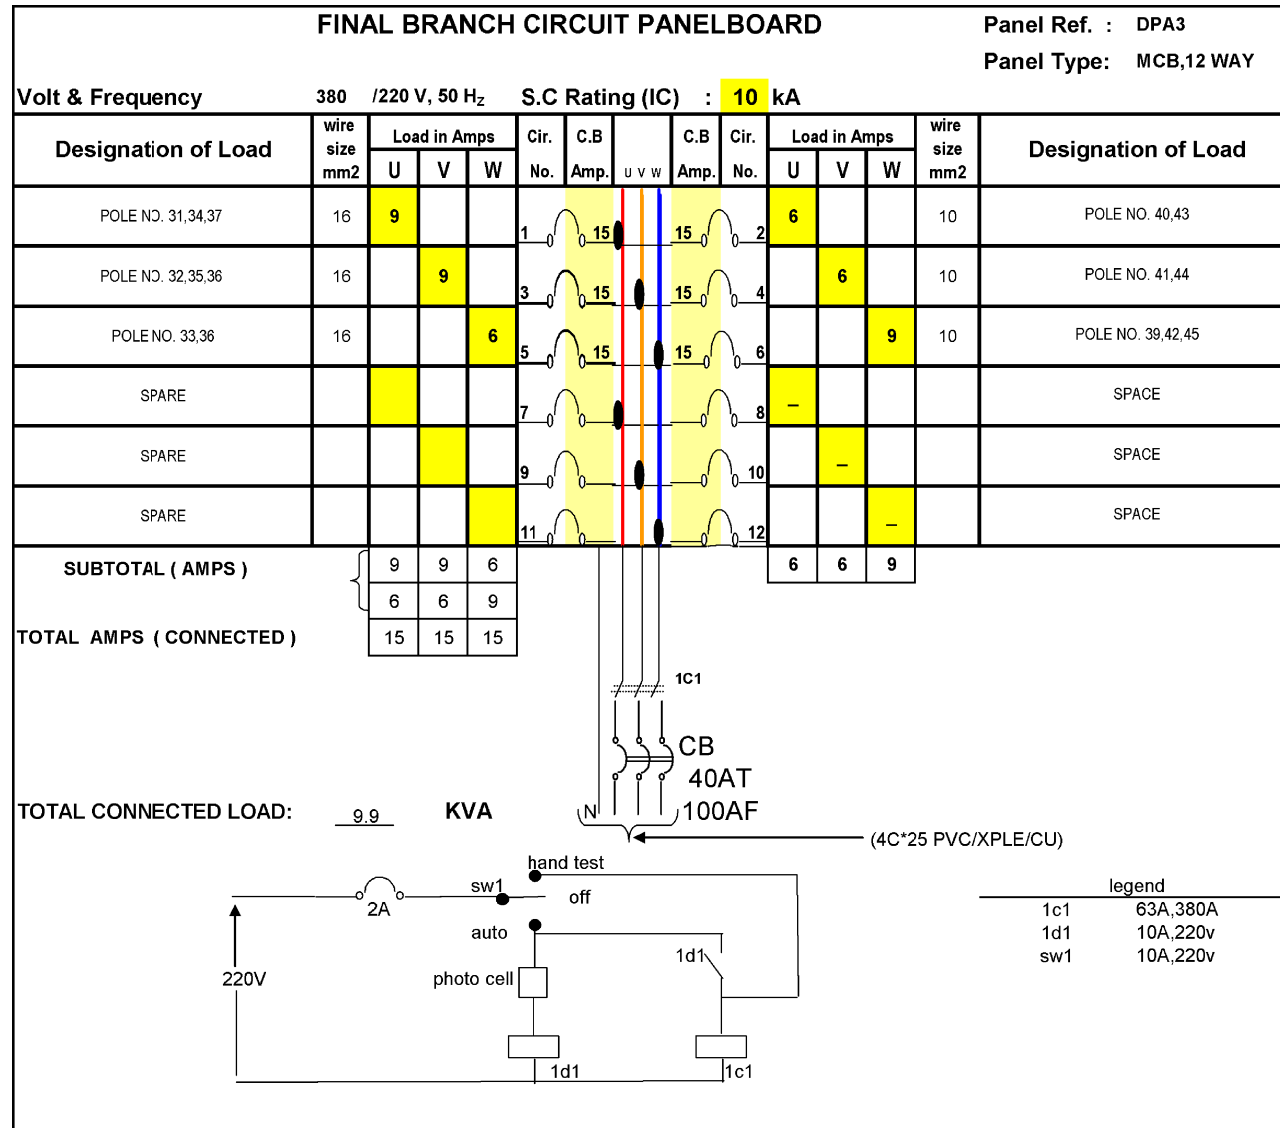 FINAL BRANCH CIRCUIT PANELBOARD
Panel Ref. : DPA3
Panel Type: MCB,12 WAY
Volt & Frequency 380 /220 V, 50 Hz S.C Rating (IC) : 10 kA
Designation of Load wire size mm2 Load in Amps U V W Cir. No. C.B Amp. U V W C.B Amp. Cir. No. Load in Amps U V W wire size mm2 Designation of Load
POLE NO. 31,34,37 16 9 1 15 15 2 6 10 POLE NO. 40,43
POLE NO. 32,35,36 16 9 3 15 15 4 6 10 POLE NO. 41,44
POLE NO. 33,36 16 6 5 15 15 6 9 10 POLE NO. 39,42,45
SPARE 7 8 – SPACE
SPARE 9 10 – SPACE
SPARE 11 12 – SPACE
SUBTOTAL ( AMPS ) 9 9 6 6 6 9
6 6 9
TOTAL AMPS ( CONNECTED ) 15 15 15
1C1
CB
40AT
TOTAL CONNECTED LOAD: 9.9 KVA N 100AF
(4C*25 PVC/XPLE/CU)
hand test
sw1 off
2A
auto
1d1
220V photo cell
1d1 1c1
legend
1c1 63A,380A
1d1 10A,220v
sw1 10A,220v